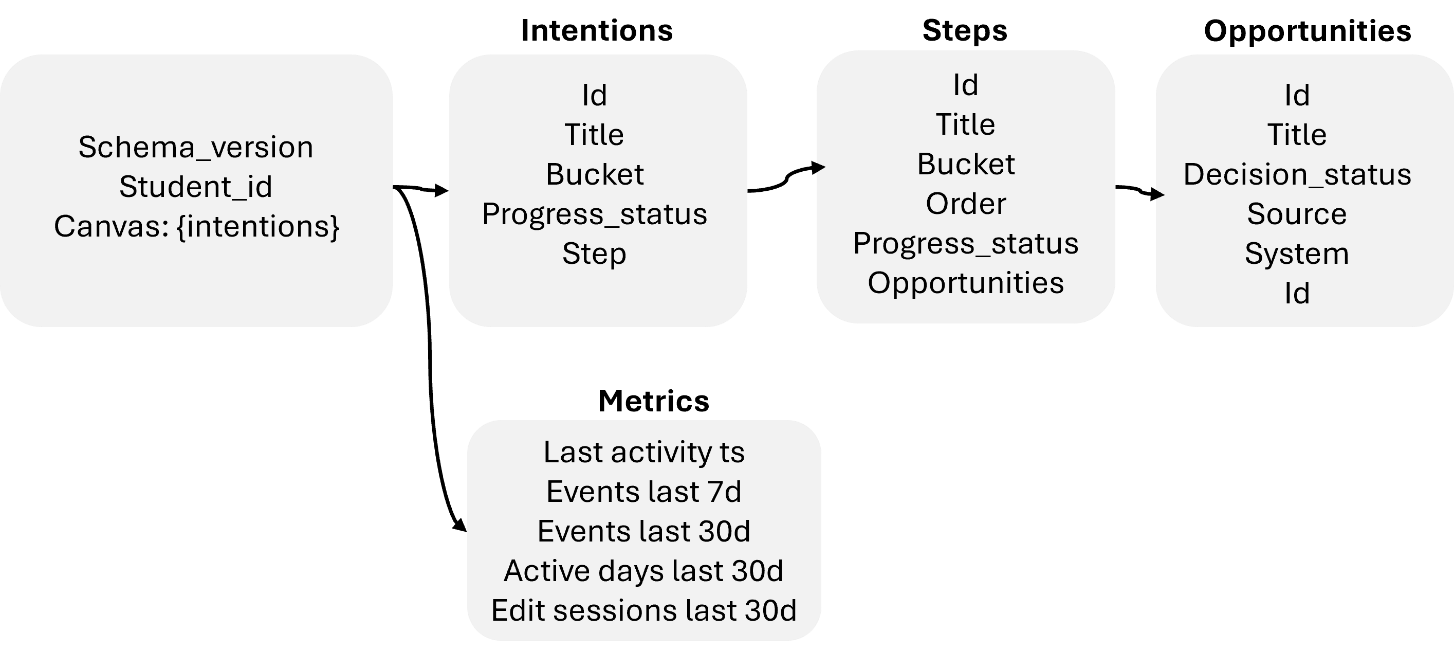 Intentions
Steps
Opportunities
Schema_version
Student_id
Canvas: {intentions}
Id
Title
Bucket
Progress_status
Step
Id
Title
Bucket
Order
Progress_status
Opportunities
Id
Title
Decision_status
Source
System
Id
Metrics
Last activity ts
Events last 7d
Events last 30d
Active days last 30d
Edit sessions last 30d